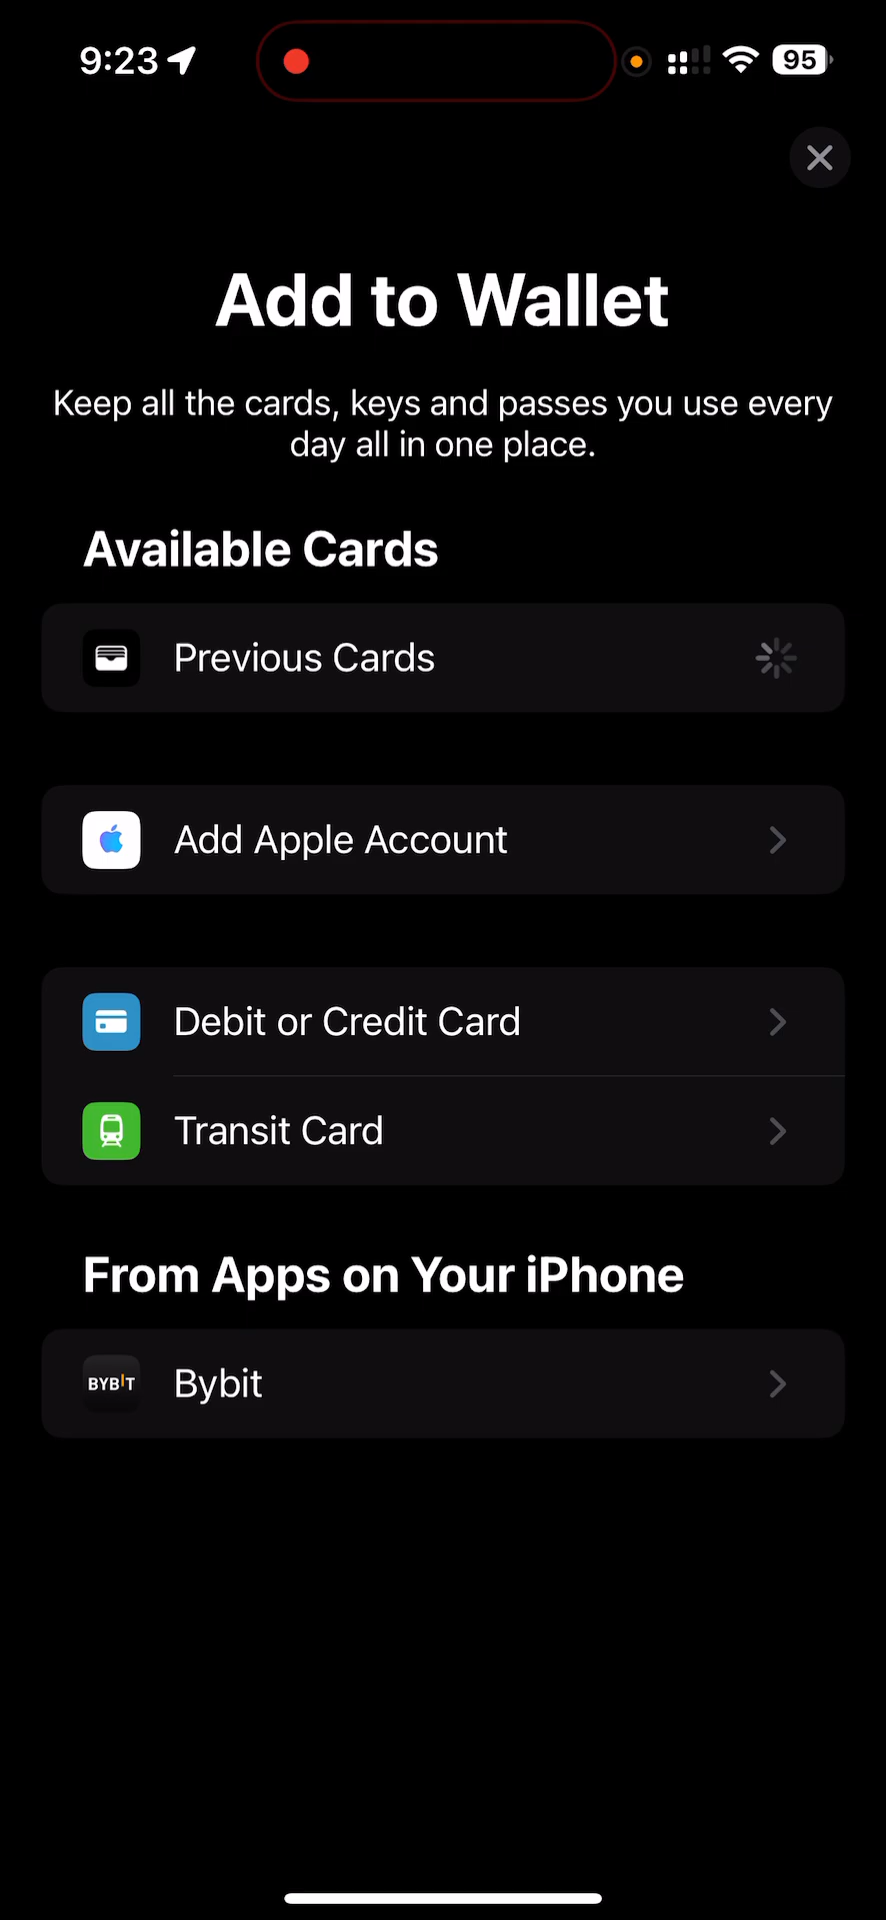 9:23
95
Add to Wallet
Keep all the cards, keys and passes you use every
day all in one place.
Available Cards
Previous Cards
Add Apple Account
Debit or Credit Card
Transit Card
From Apps on Your iPhone
BYBIT
Bybit